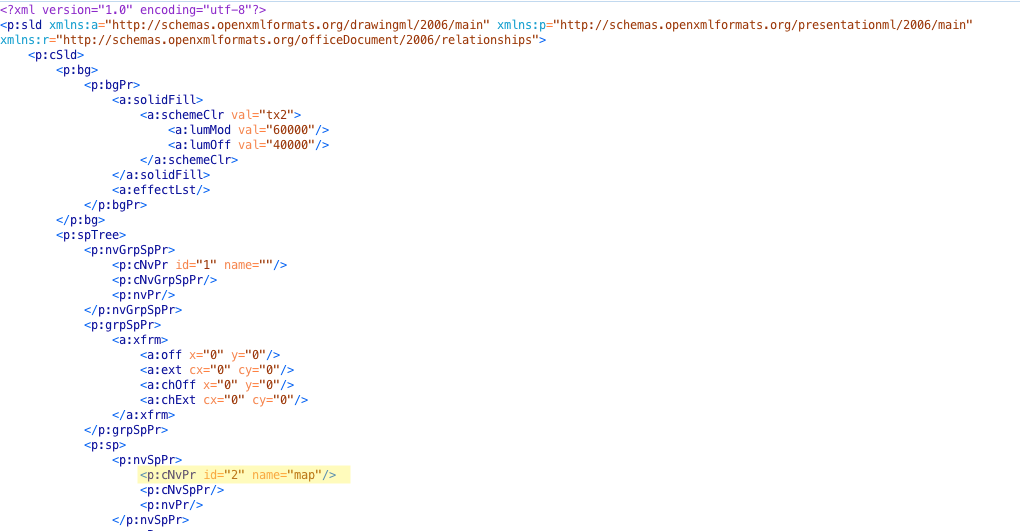 <?xml version="1.0" encoding="utf-8"?>
<p:sld xmlns:a="http://schemas.openxmlformats.org/drawingml/2006/main" xmlns:p="http://schemas.openxmlformats.org/presentationml/2006/main"
xmlns:r="http://schemas.openxmlformats.org/officeDocument/2006/relationships">
    <p:cSld>
        <p:bg>
            <p:bgPr>
                <a:solidFill>
                    <a:schemeClr val="tx2">
                        <a:lumMod val="60000"/>
                        <a:lumOff val="40000"/>
                    </a:schemeClr>
                </a:solidFill>
                <a:effectLst/>
            </p:bgPr>
        </p:bg>
        <p:spTree>
            <p:nvGrpSpPr>
                <p:cNvPr id="1" name=""/>
                <p:cNvGrpSpPr/>
                <p:nvPr/>
            </p:nvGrpSpPr>
            <p:grpSpPr>
                <a:xfrm>
                    <a:off x="0" y="0"/>
                    <a:ext cx="0" cy="0"/>
                    <a:chOff x="0" y="0"/>
                    <a:chExt cx="0" cy="0"/>
                </a:xfrm>
            </p:grpSpPr>
            <p:sp>
                <p:nvSpPr>
                    <p:cNvPr id="2" name="map"/>
                    <p:cNvSpPr/>
                    <p:nvPr/>
                </p:nvSpPr>